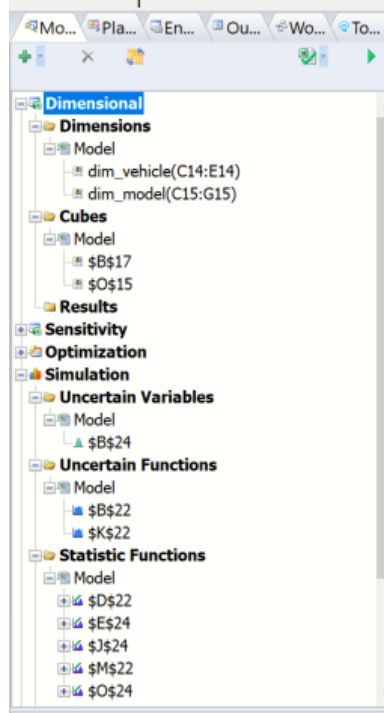 Mo... Pla... En... Ou... Wo... To...
Dimensional
Dimensions
Model
dim_vehicle(C14:E14)
dim_model(C15:G15)
Cubes
Model
$B$17
$O$15
Results
Sensitivity
Optimization
Simulation
Uncertain Variables
Model
$B$24
Uncertain Functions
Model
$B$22
$K$22
Statistic Functions
Model
$D$22
$E$24
$J$24
$M$22
$O$24